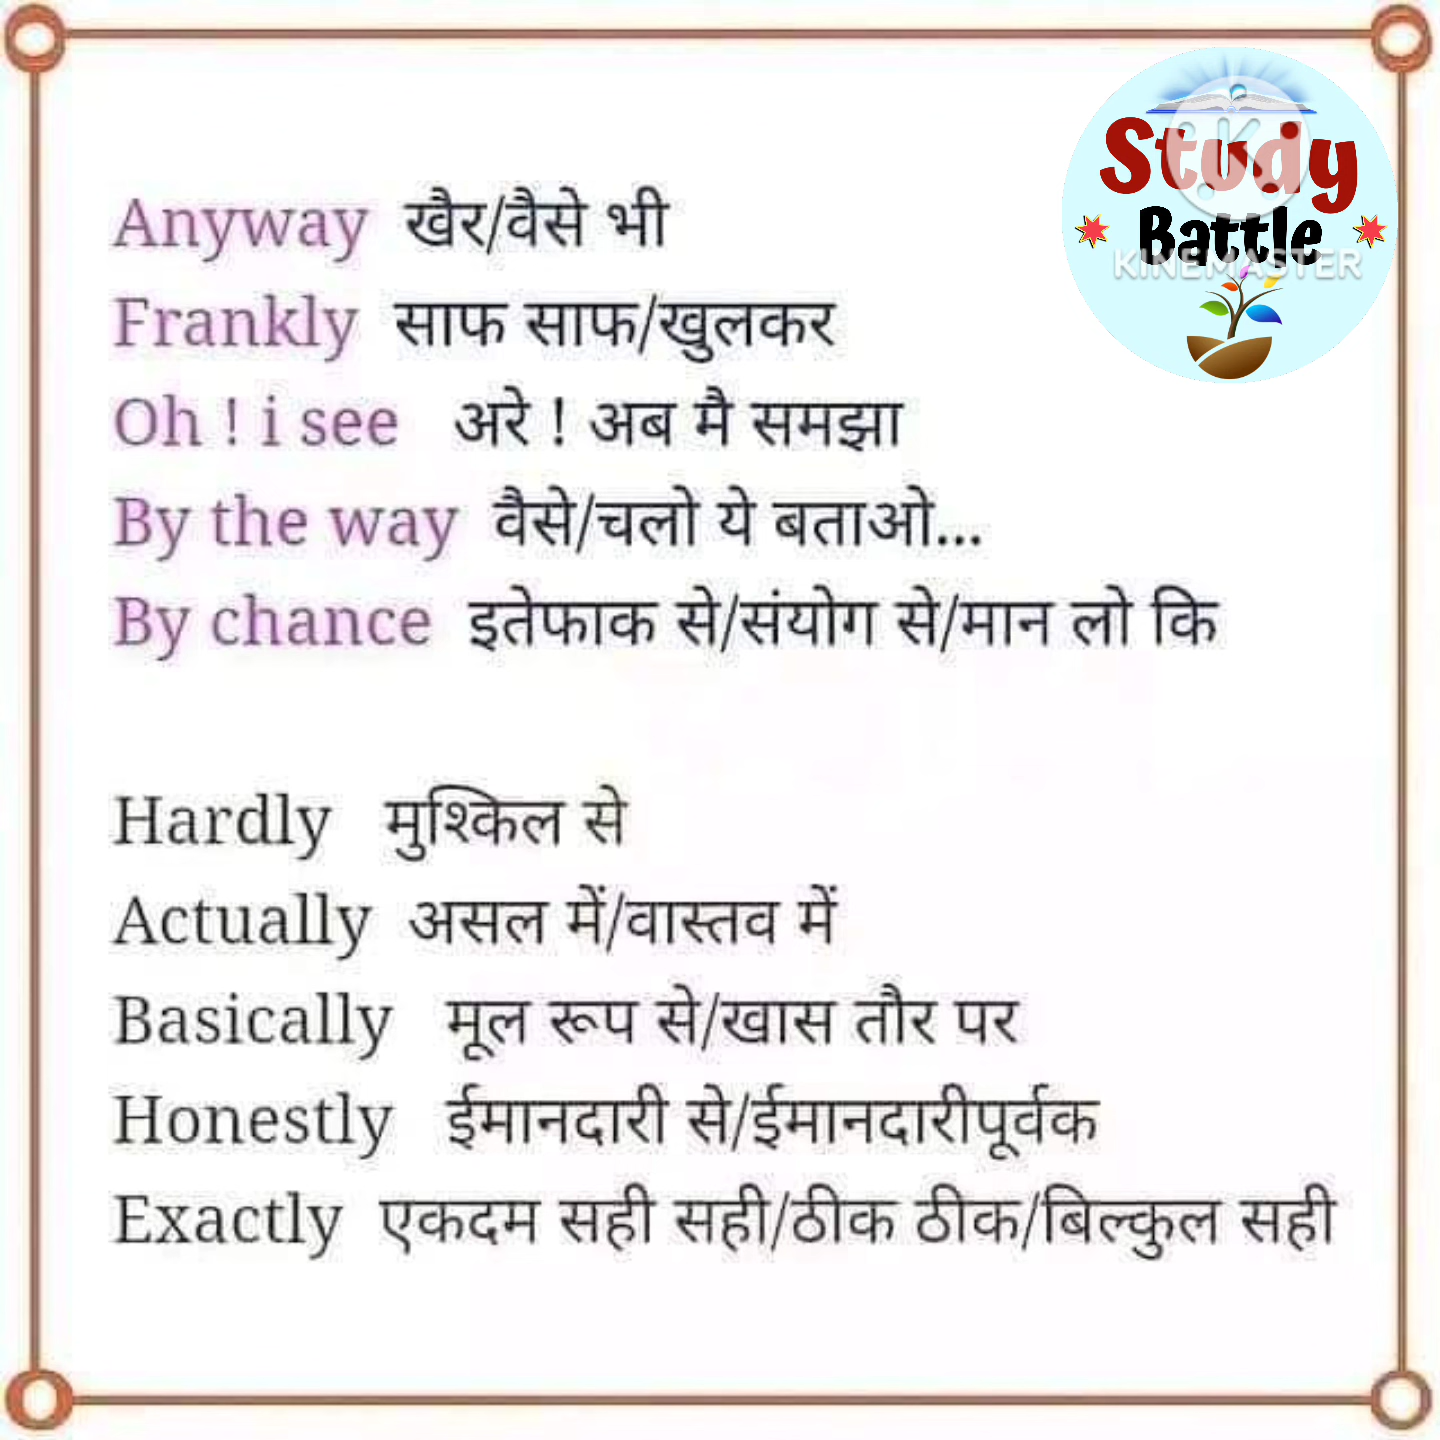 Study
Battle
KINEMASTER
Anyway खैर/वैसे भी
Frankly साफ साफ/खुलकर
Oh ! i see अरे ! अब मै समझा
By the way वैसे/चलो ये बताओ...
By chance इतेफाक से/संयोग से/मान लो कि
Hardly मुश्किल से
Actually असल में/वास्तव में
Basically मूल रूप से/खास तौर पर
Honestly ईमानदारी से/ईमानदारीपूर्वक
Exactly एकदम सही सही/ठीक ठीक/बिल्कुल सही